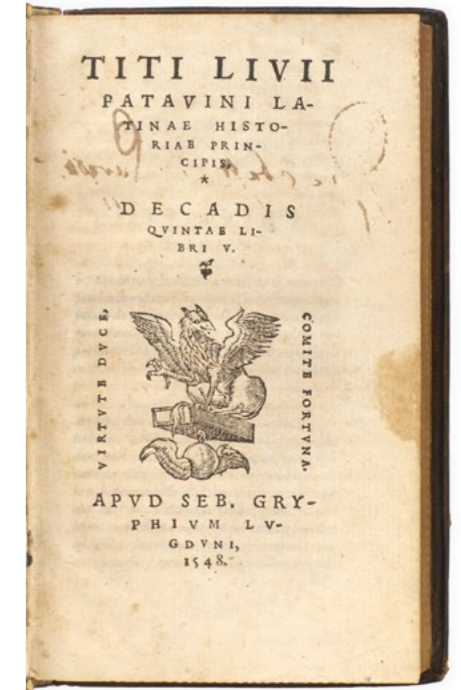 TITI LIVII
PATAVINI LA-
TINAE HISTO-
RIAE PRIN-
CIPIS,
*
DECADIS
QVINTAE LI-
BRI V.
VIRTVTE DVCE,
COMITE FORTVNA.
APVD SEB. GRY-
PHIVM LV-
GDVNI,
1548.